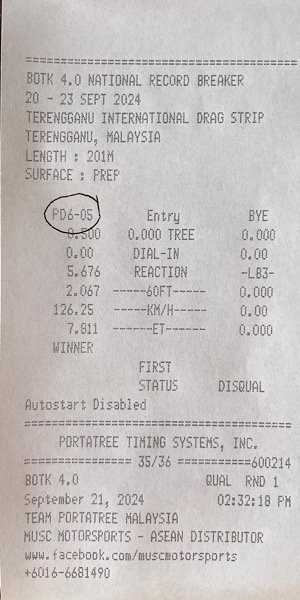 ==========================================
BOTK 4.0 NATIONAL RECORD BREAKER
20 - 23 SEPT 2024
TERENGGANU INTERNATIONAL DRAG STRIP
TERENGGANU, MALAYSIA
LENGTH : 201M
SURFACE : PREP
PD6-05 Entry BYE
0.500 0.000 TREE 0.000
0.00 DIAL-IN 0.00
5.676 REACTION -L83-
2.067 -----60FT------ 0.000
126.25 -----KM/H------ 0.00
7.811 ------ET------- 0.000
WINNER
FIRST
STATUS DISQUAL
Autostart Disabled
==========================================
PORTATREE TIMING SYSTEMS, INC.
================ 35/36 ===========600214
BOTK 4.0 QUAL RND 1
September 21, 2024 02:32:18 PM
TEAM PORTATREE MALAYSIA
MUSC MOTORSPORTS - ASEAN DISTRIBUTOR
www.facebook.com/muscmotorsports
+6016-6681490